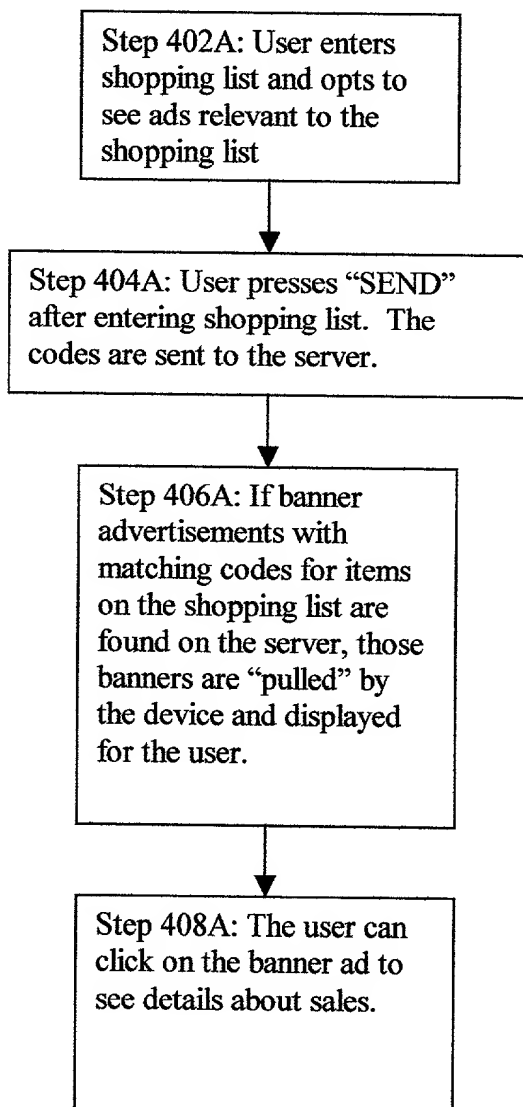 Step 402A: User enters
shopping list and opts to
see ads relevant to the
shopping list
Step 404A: User presses “SEND”
after entering shopping list.  The
codes are sent to the server.
Step 406A: If banner
advertisements with
matching codes for items
on the shopping list are
found on the server, those
banners are “pulled” by
the device and displayed
for the user.
Step 408A: The user can
click on the banner ad to
see details about sales.